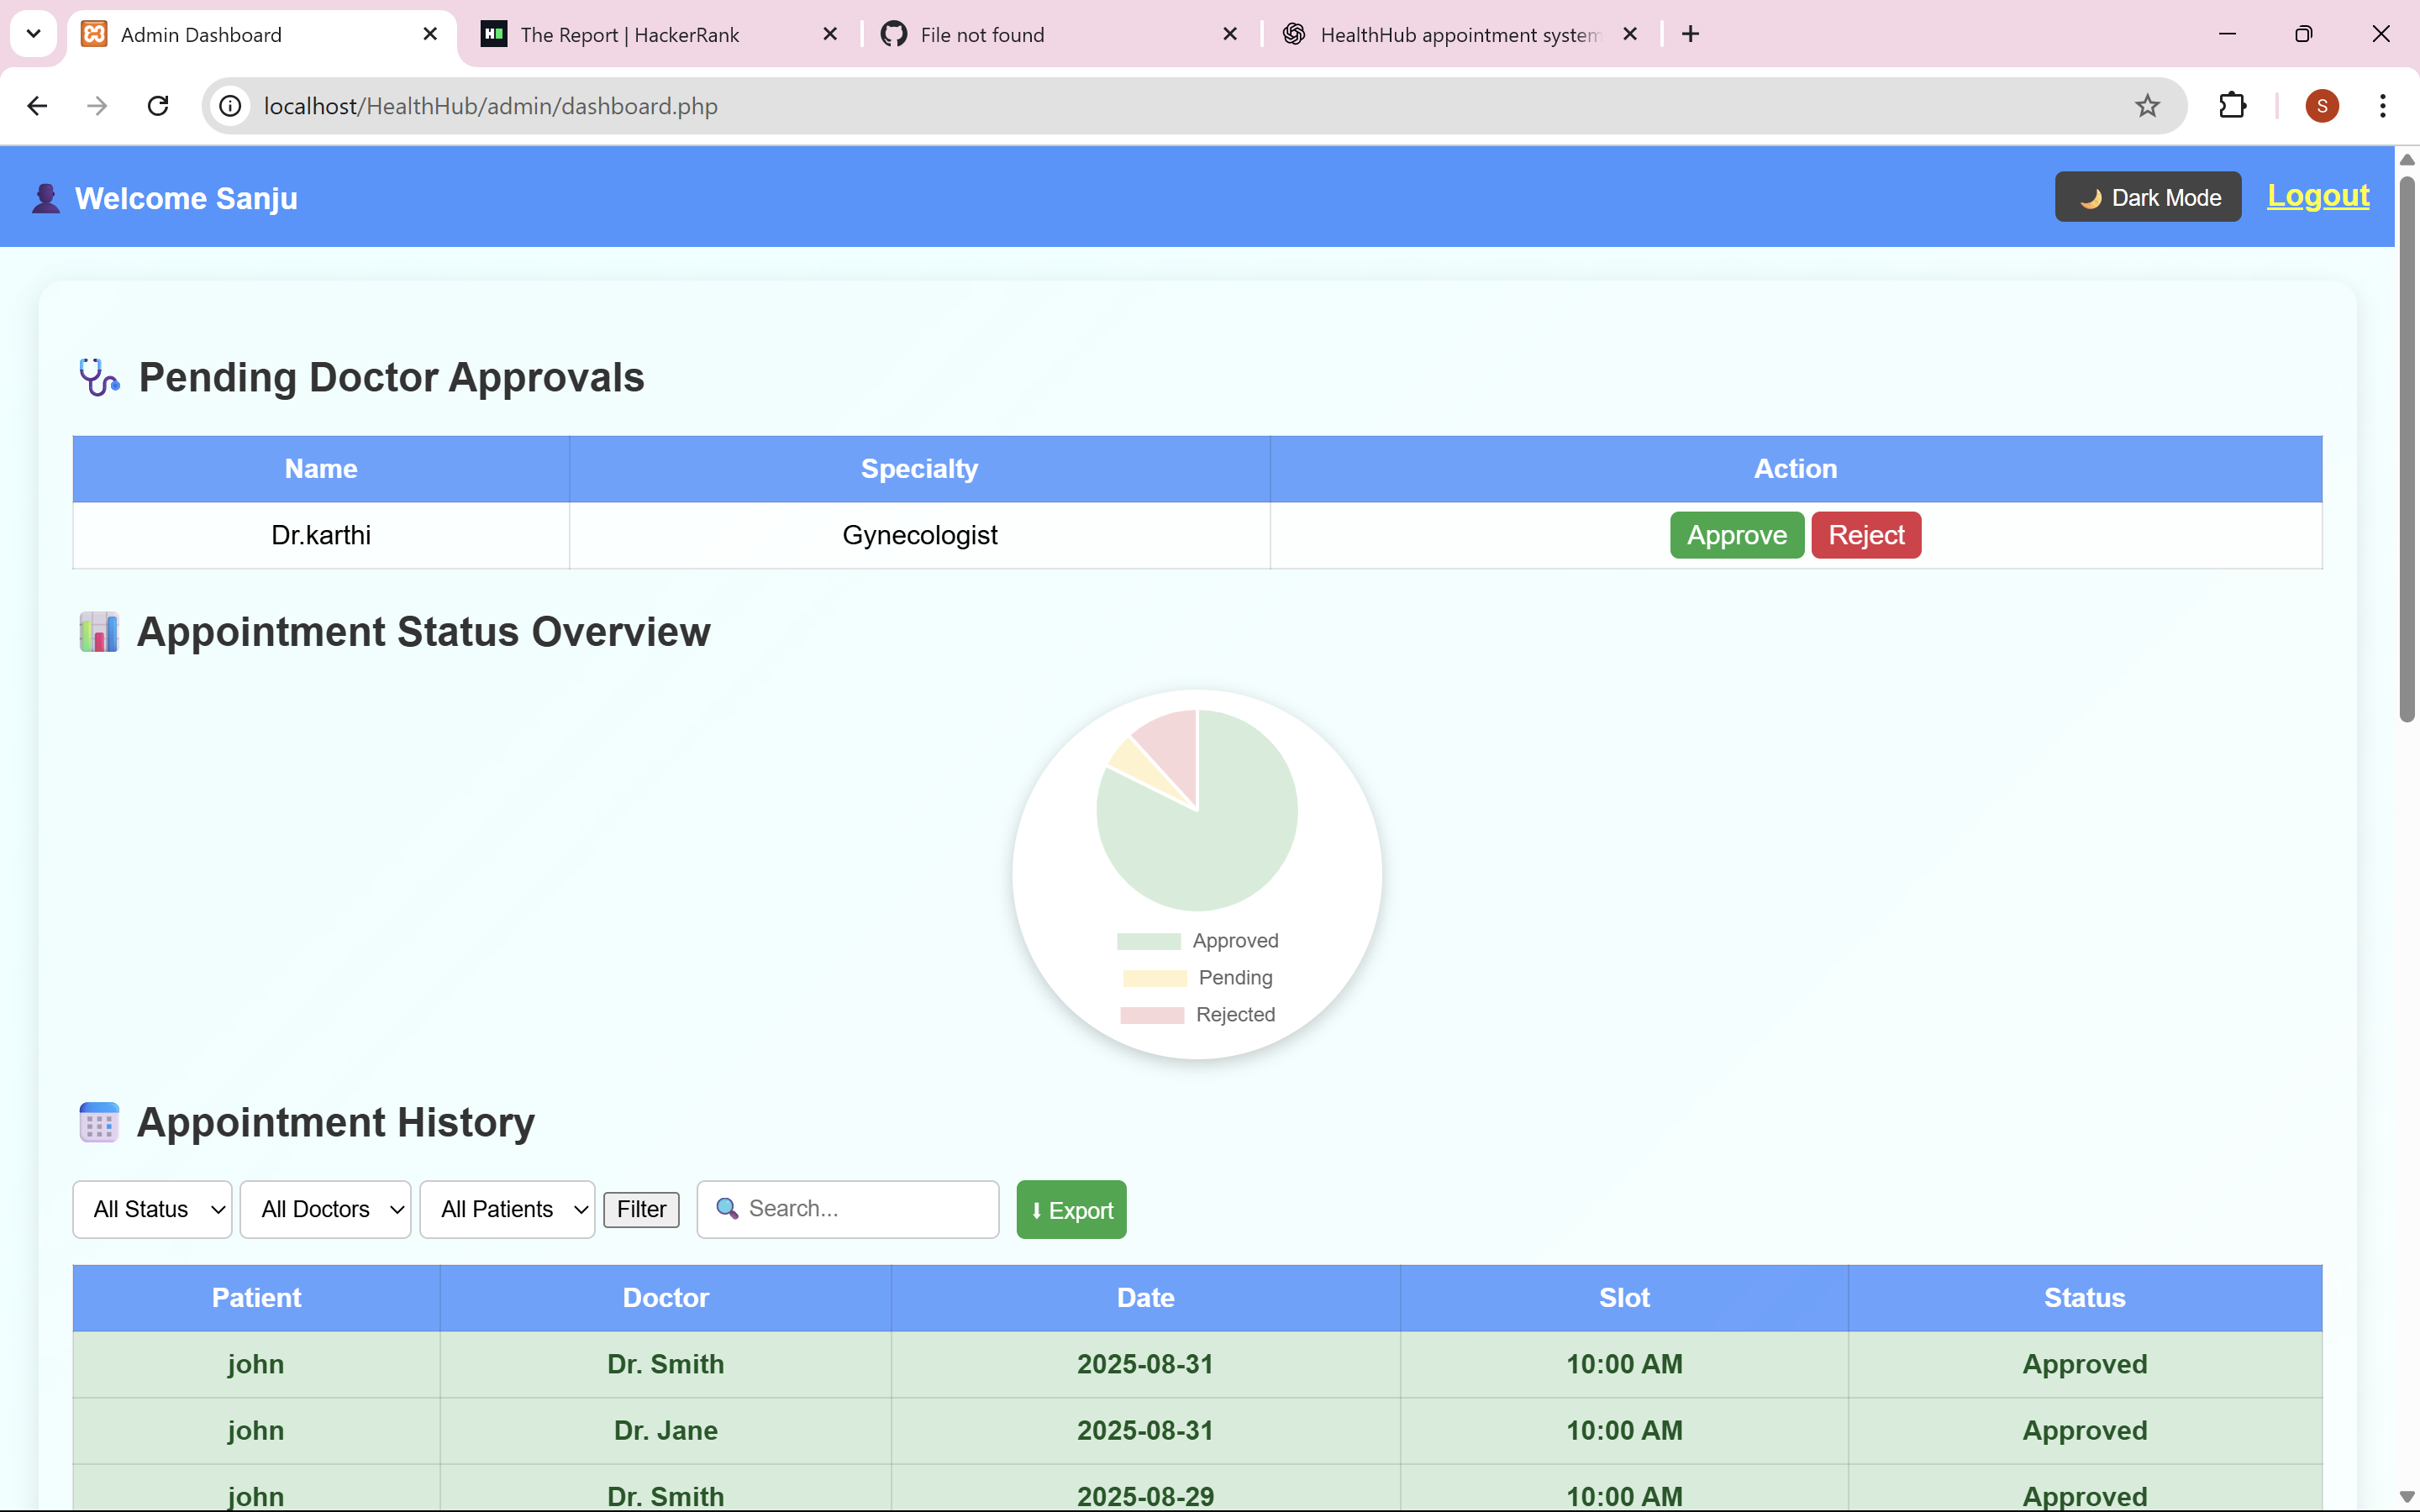 Admin Dashboard
The Report | HackerRank
File not found
HealthHub appointment system
localhost/HealthHub/admin/dashboard.php
S
Welcome Sanju
Dark Mode
Logout
Pending Doctor Approvals
Name Specialty Action
Dr.karthi Gynecologist Approve Reject
Appointment Status Overview
Approved
Pending
Rejected
Appointment History
All Status All Doctors All Patients Filter Search... Export
Patient Doctor Date Slot Status
john Dr. Smith 2025-08-31 10:00 AM Approved
john Dr. Jane 2025-08-31 10:00 AM Approved
john Dr. Smith 2025-08-29 10:00 AM Approved